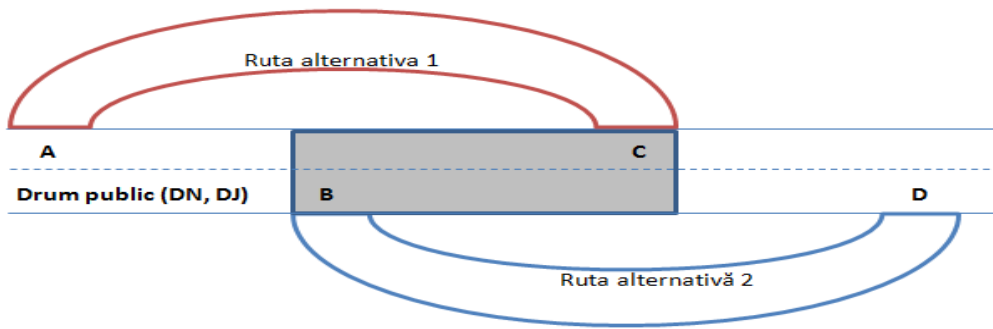 Ruta alternativa 1
A
C
Drum public (DN, DJ)
B
D
Ruta alternativă 2